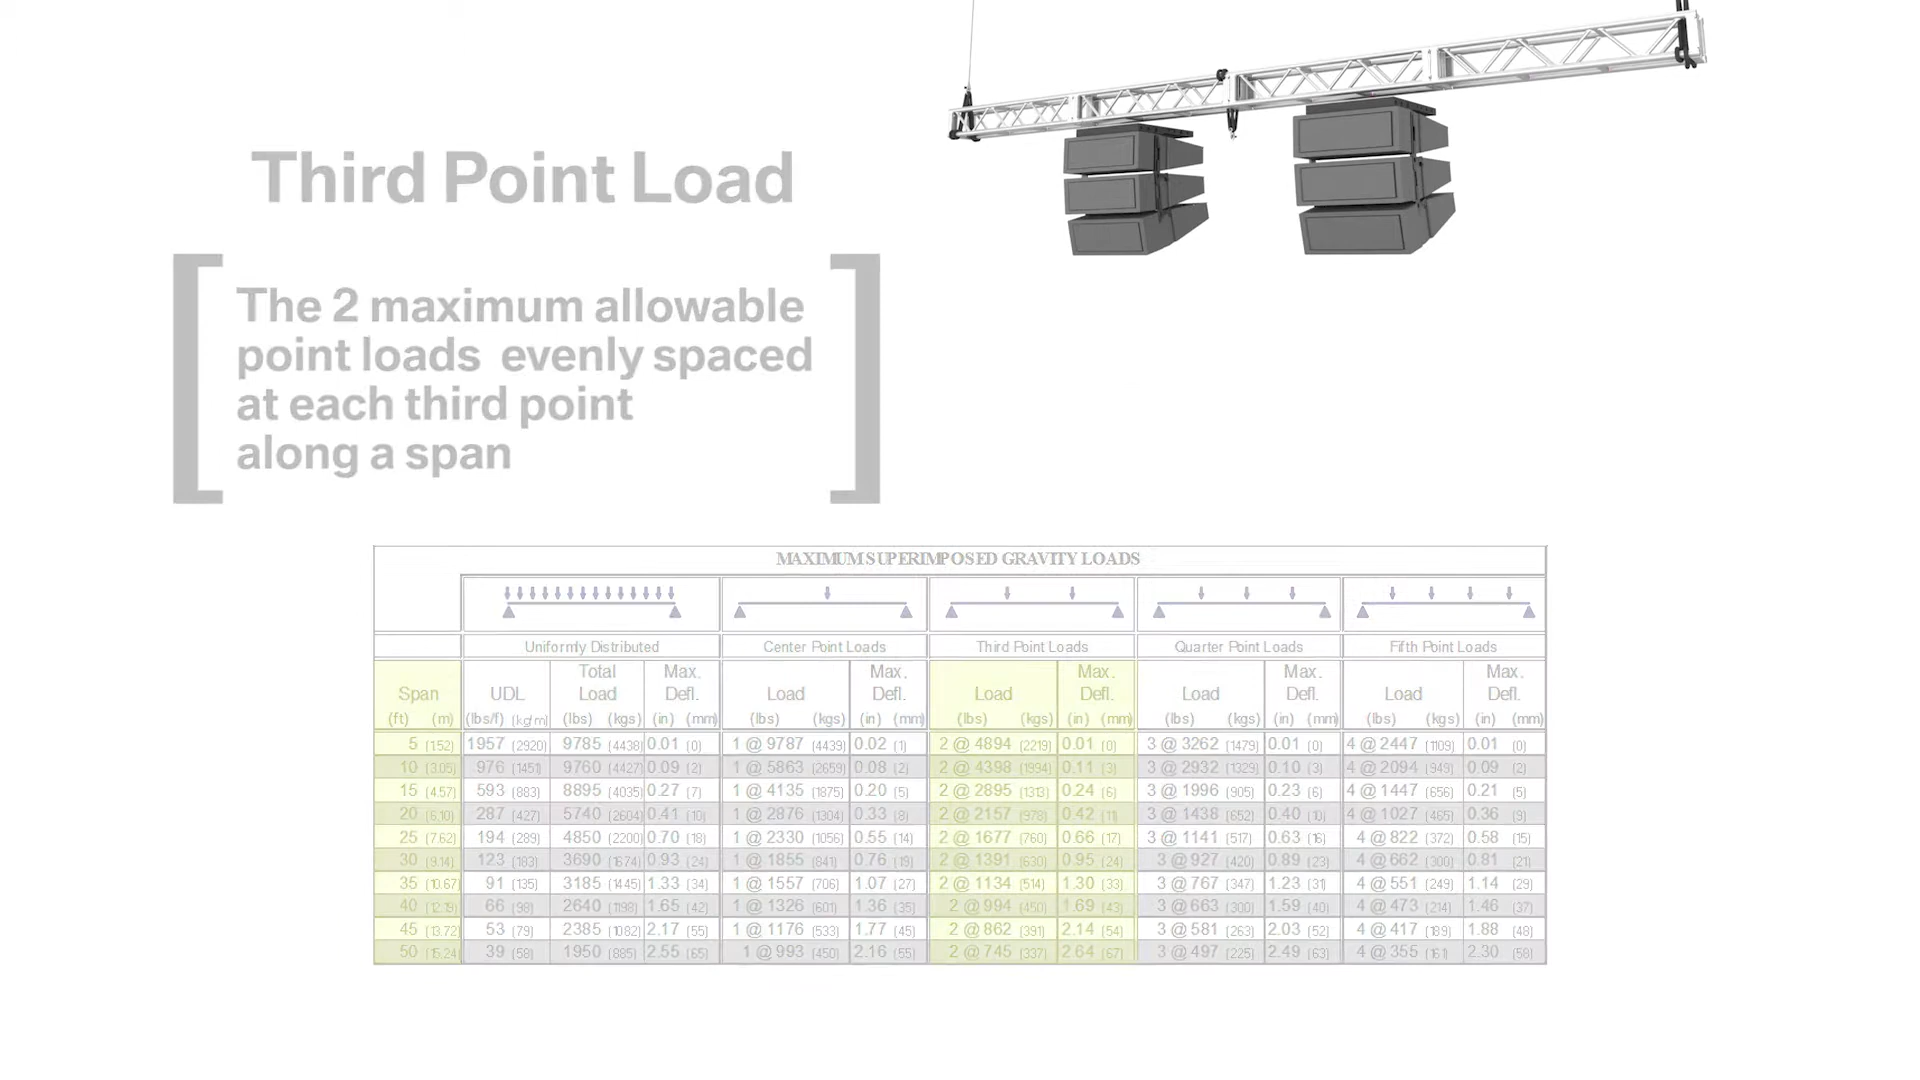 Third Point Load
The 2 maximum allowable
point loads evenly spaced
at each third point
along a span
MAXIMUM SUPERIMPOSED GRAVITY LOADS
Uniformly Distributed Center Point Loads Third Point Loads Quarter Point Loads Fifth Point Loads
Total Max. Max. Max. Max. Max.
Span UDL Load Defl. Load Defl. Load Defl. Load Defl. Load Defl.
(ft) (m) (lbs/f) (kg/m) (lbs) (kgs) (in) (mm) (lbs) (kgs) (in) (mm) (lbs) (kgs) (in) (mm) (lbs) (kgs) (in) (mm) (lbs) (kgs) (in) (mm)
5 (1.52) 1957 (2920) 9785 (4438) 0.01 (0) 1 @ 9787 (4439) 0.02 (1) 2 @ 4894 (2219) 0.01 (0) 3 @ 3262 (1479) 0.01 (0) 4 @ 2447 (1109) 0.01 (0)
10 (3.05) 976 (1451) 9760 (4427) 0.09 (2) 1 @ 5863 (2659) 0.08 (2) 2 @ 4398 (1994) 0.11 (3) 3 @ 2932 (1329) 0.10 (3) 4 @ 2094 (949) 0.09 (2)
15 (4.57) 593 (883) 8895 (4035) 0.27 (7) 1 @ 4135 (1875) 0.20 (5) 2 @ 2895 (1313) 0.24 (6) 3 @ 1996 (905) 0.23 (6) 4 @ 1447 (656) 0.21 (5)
20 (6.10) 287 (427) 5740 (2604) 0.41 (10) 1 @ 2876 (1304) 0.33 (8) 2 @ 2157 (978) 0.42 (11) 3 @ 1438 (652) 0.40 (10) 4 @ 1027 (465) 0.36 (9)
25 (7.62) 194 (289) 4850 (2200) 0.70 (18) 1 @ 2330 (1056) 0.55 (14) 2 @ 1677 (760) 0.66 (17) 3 @ 1141 (517) 0.63 (16) 4 @ 822 (372) 0.58 (15)
30 (9.14) 123 (183) 3690 (1674) 0.93 (24) 1 @ 1855 (841) 0.76 (19) 2 @ 1391 (630) 0.95 (24) 3 @ 927 (420) 0.89 (23) 4 @ 662 (300) 0.81 (21)
35 (10.67) 91 (135) 3185 (1445) 1.33 (34) 1 @ 1557 (706) 1.07 (27) 2 @ 1134 (514) 1.30 (33) 3 @ 767 (347) 1.23 (31) 4 @ 551 (249) 1.14 (29)
40 (12.19) 66 (98) 2640 (1198) 1.65 (42) 1 @ 1326 (601) 1.36 (35) 2 @ 994 (450) 1.69 (43) 3 @ 663 (300) 1.59 (40) 4 @ 473 (214) 1.46 (37)
45 (13.72) 53 (79) 2385 (1082) 2.17 (55) 1 @ 1176 (533) 1.77 (45) 2 @ 862 (391) 2.14 (54) 3 @ 581 (263) 2.03 (52) 4 @ 417 (189) 1.88 (48)
50 (15.24) 39 (58) 1950 (885) 2.55 (65) 1 @ 993 (450) 2.16 (55) 2 @ 745 (337) 2.64 (67) 3 @ 497 (225) 2.49 (63) 4 @ 355 (161) 2.30 (58)